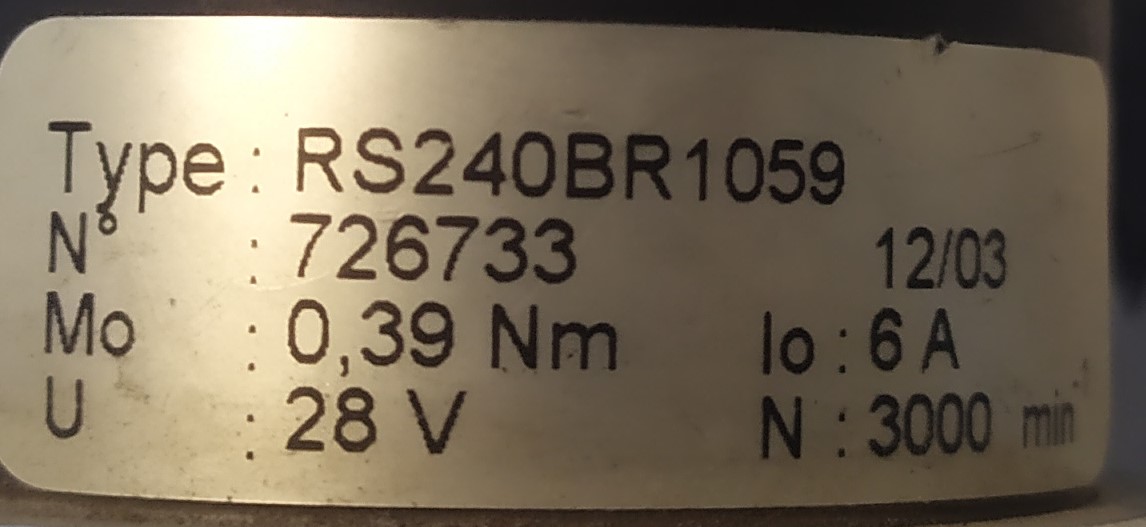 Type : RS240BR1059
N° : 726733 12/03
Mo : 0,39 Nm Io : 6 A
U : 28 V N : 3000 min